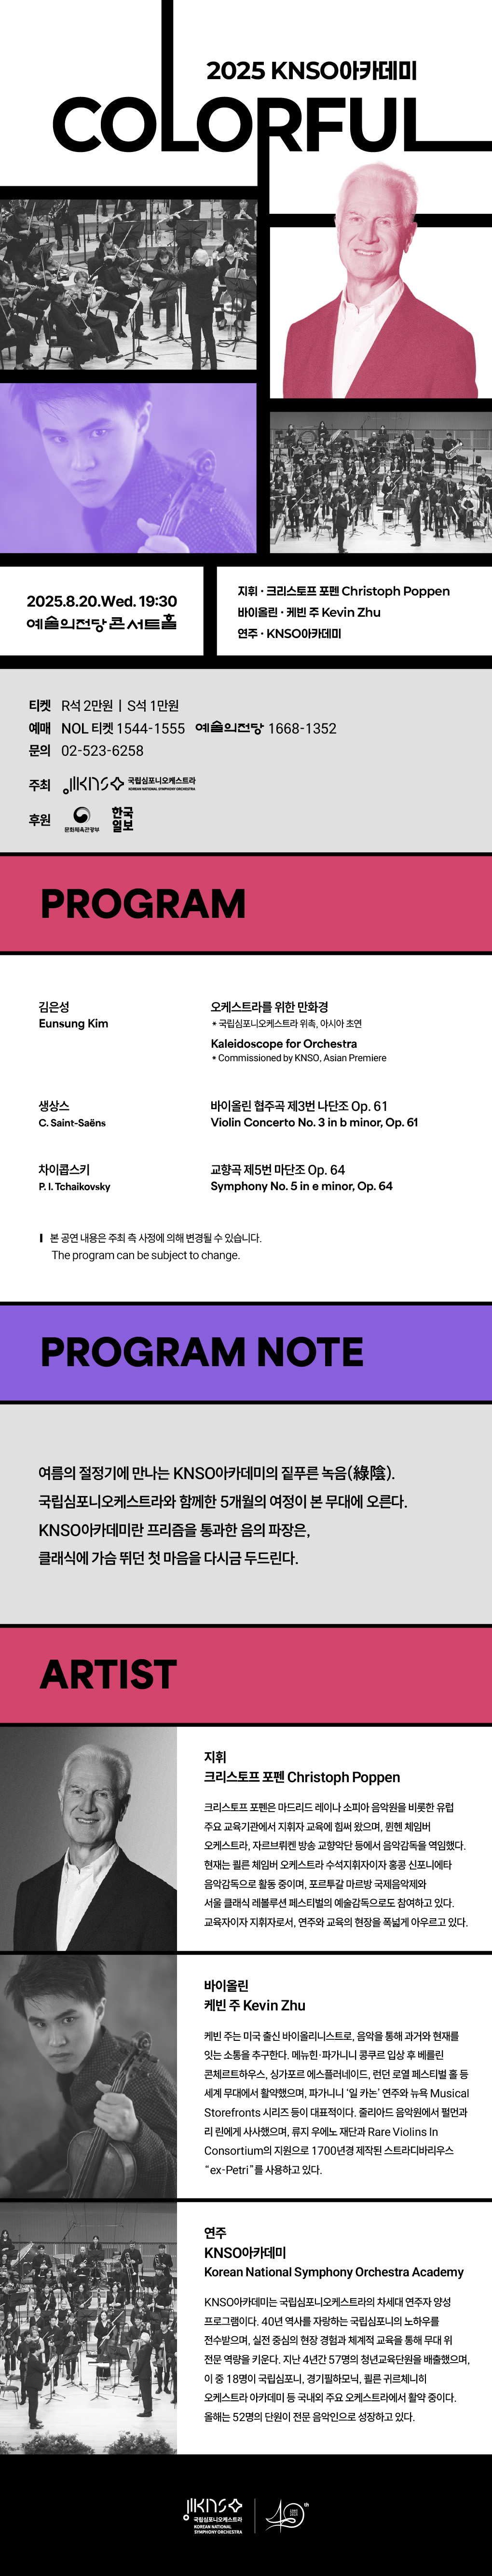 2025 KNSO아카데미
COLORFUL
2025.8.20.Wed. 19:30
예술의전당 콘서트홀
지휘 · 크리스토프 포펜 Christoph Poppen
바이올린 · 케빈 주 Kevin Zhu
연주 · KNSO아카데미
티켓 R석 2만원 | S석 1만원
예매 NOL 티켓 1544-1555 예술의전당 1668-1352
문의 02-523-6258
주최 KNSO 국립심포니오케스트라
KOREAN NATIONAL SYMPHONY ORCHESTRA
후원 문화체육관광부 한국일보
PROGRAM
김은성
Eunsung Kim
오케스트라를 위한 만화경
* 국립심포니오케스트라 위촉, 아시아 초연
Kaleidoscope for Orchestra
* Commissioned by KNSO, Asian Premiere
생상스
C. Saint-Saëns
바이올린 협주곡 제3번 나단조 Op. 61
Violin Concerto No. 3 in b minor, Op. 61
차이콥스키
P. I. Tchaikovsky
교향곡 제5번 마단조 Op. 64
Symphony No. 5 in e minor, Op. 64
본 공연 내용은 주최 측 사정에 의해 변경될 수 있습니다.
The program can be subject to change.
PROGRAM NOTE
여름의 절정기에 만나는 KNSO아카데미의 짙푸른 녹음(綠陰).
국립심포니오케스트라와 함께한 5개월의 여정이 본 무대에 오른다.
KNSO아카데미란 프리즘을 통과한 음의 파장은,
클래식에 가슴 뛰던 첫 마음을 다시금 두드린다.
ARTIST
지휘
크리스토프 포펜 Christoph Poppen
크리스토프 포펜은 마드리드 레이나 소피아 음악원을 비롯한 유럽
주요 교육기관에서 지휘자 교육에 힘써 왔으며, 뮌헨 체임버
오케스트라, 자르브뤼켄 방송 교향악단 등에서 음악감독을 역임했다.
현재는 쾰른 체임버 오케스트라 수석지휘자이자 홍콩 신포니에타
음악감독으로 활동 중이며, 포르투갈 마르방 국제음악제와
서울 클래식 레볼루션 페스티벌의 예술감독으로도 참여하고 있다.
교육자이자 지휘자로서, 연주와 교육의 현장을 폭넓게 아우르고 있다.
바이올린
케빈 주 Kevin Zhu
케빈 주는 미국 출신 바이올리니스트로, 음악을 통해 과거와 현재를
잇는 소통을 추구한다. 메뉴힌·파가니니 콩쿠르 입상 후 베를린
콘체르트하우스, 싱가포르 에스플러네이드, 런던 로열 페스티벌 홀 등
세계 무대에서 활약했으며, 파가니니 ‘일 카논’ 연주와 뉴욕 Musical
Storefronts 시리즈 등이 대표적이다. 줄리아드 음악원에서 펄먼과
리 린에게 사사했으며, 류지 우에노 재단과 Rare Violins In
Consortium의 지원으로 1700년경 제작된 스트라디바리우스
“ex-Petri”를 사용하고 있다.
연주
KNSO아카데미
Korean National Symphony Orchestra Academy
KNSO아카데미는 국립심포니오케스트라의 차세대 연주자 양성
프로그램이다. 40년 역사를 자랑하는 국립심포니의 노하우를
전수받으며, 실전 중심의 현장 경험과 체계적 교육을 통해 무대 위
전문 역량을 키운다. 지난 4년간 57명의 청년교육단원을 배출했으며,
이 중 18명이 국립심포니, 경기필하모닉, 쾰른 귀르체니히
오케스트라 아카데미 등 국내외 주요 오케스트라에서 활약 중이다.
올해는 52명의 단원이 전문 음악인으로 성장하고 있다.
KNSO
국립심포니오케스트라
KOREAN NATIONAL
SYMPHONY ORCHESTRA
40th